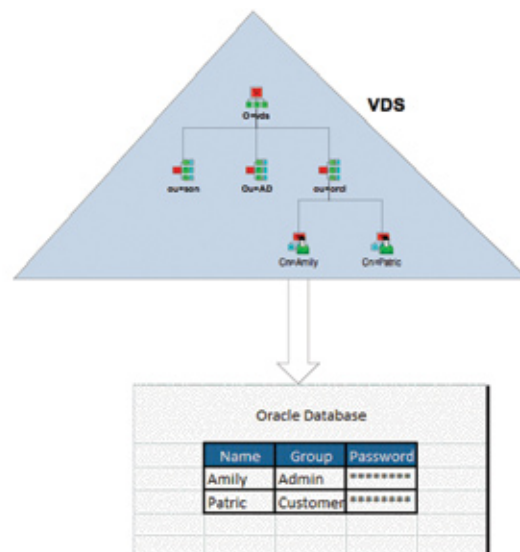 VDS
O=vds
ou=son
Ou=AD
ou=orcl
Cn=Amily
Cn=Patric
Oracle Database
Name Group Password
Amily Admin ********
Patric Customer ********